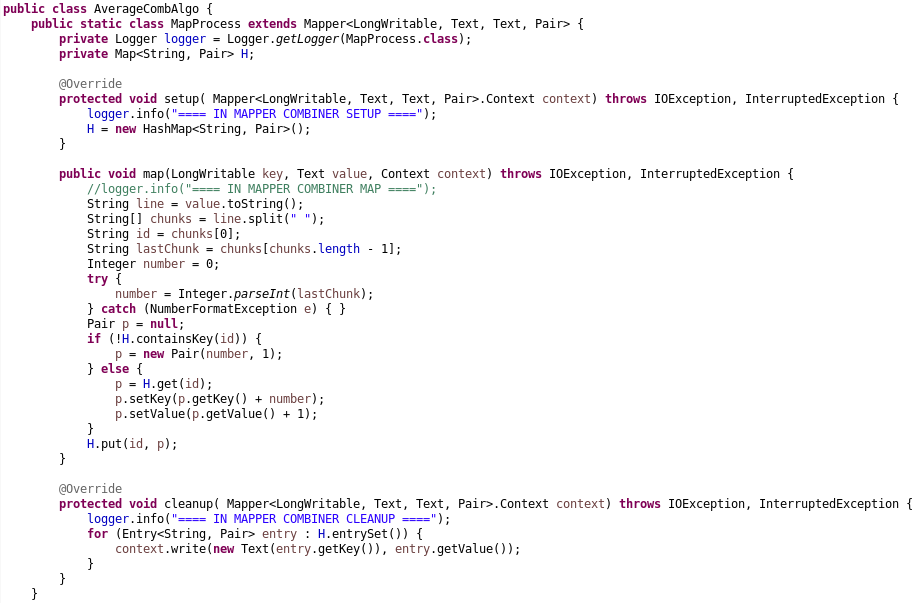 public class AverageCombAlgo {
    public static class MapProcess extends Mapper<LongWritable, Text, Text, Pair> {
        private Logger logger = Logger.getLogger(MapProcess.class);
        private Map<String, Pair> H;

        @Override
        protected void setup( Mapper<LongWritable, Text, Text, Pair>.Context context) throws IOException, InterruptedException {
            logger.info("==== IN MAPPER COMBINER SETUP ====");
            H = new HashMap<String, Pair>();
        }

        public void map(LongWritable key, Text value, Context context) throws IOException, InterruptedException {
            //logger.info("==== IN MAPPER COMBINER MAP ====");
            String line = value.toString();
            String[] chunks = line.split(" ");
            String id = chunks[0];
            String lastChunk = chunks[chunks.length - 1];
            Integer number = 0;
            try {
                number = Integer.parseInt(lastChunk);
            } catch (NumberFormatException e) { }
            Pair p = null;
            if (!H.containsKey(id)) {
                p = new Pair(number, 1);
            } else {
                p = H.get(id);
                p.setKey(p.getKey() + number);
                p.setValue(p.getValue() + 1);
            }
            H.put(id, p);
        }

        @Override
        protected void cleanup( Mapper<LongWritable, Text, Text, Pair>.Context context) throws IOException, InterruptedException {
            logger.info("==== IN MAPPER COMBINER CLEANUP ====");
            for (Entry<String, Pair> entry : H.entrySet()) {
                context.write(new Text(entry.getKey()), entry.getValue());
            }
        }
    }